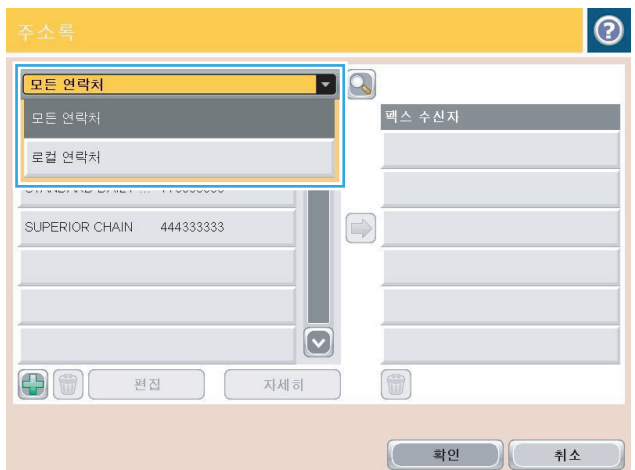 주소록
모든 연락처
모든 연락처
팩스 수신자
로컬 연락처
SUPERIOR CHAIN 444333333
편집 자세히
확인 취소